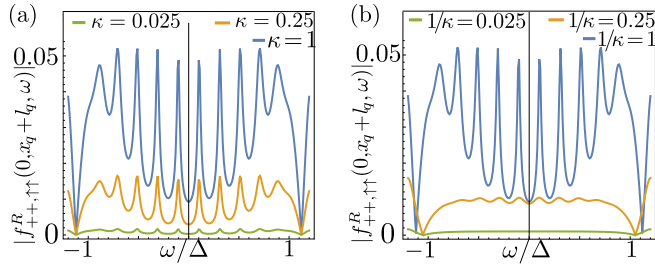 (a)
κ = 0.025
κ = 0.25
κ = 1
0.05
0
|f^R_{++,↑↑}(0,x_q+l_q,ω)|
−1
ω/Δ
1
(b)
1/κ=0.025
1/κ=0.25
1/κ=1
0.05
0
|f^R_{++,↑↑}(0,x_q+l_q,ω)|
−1
ω/Δ
1